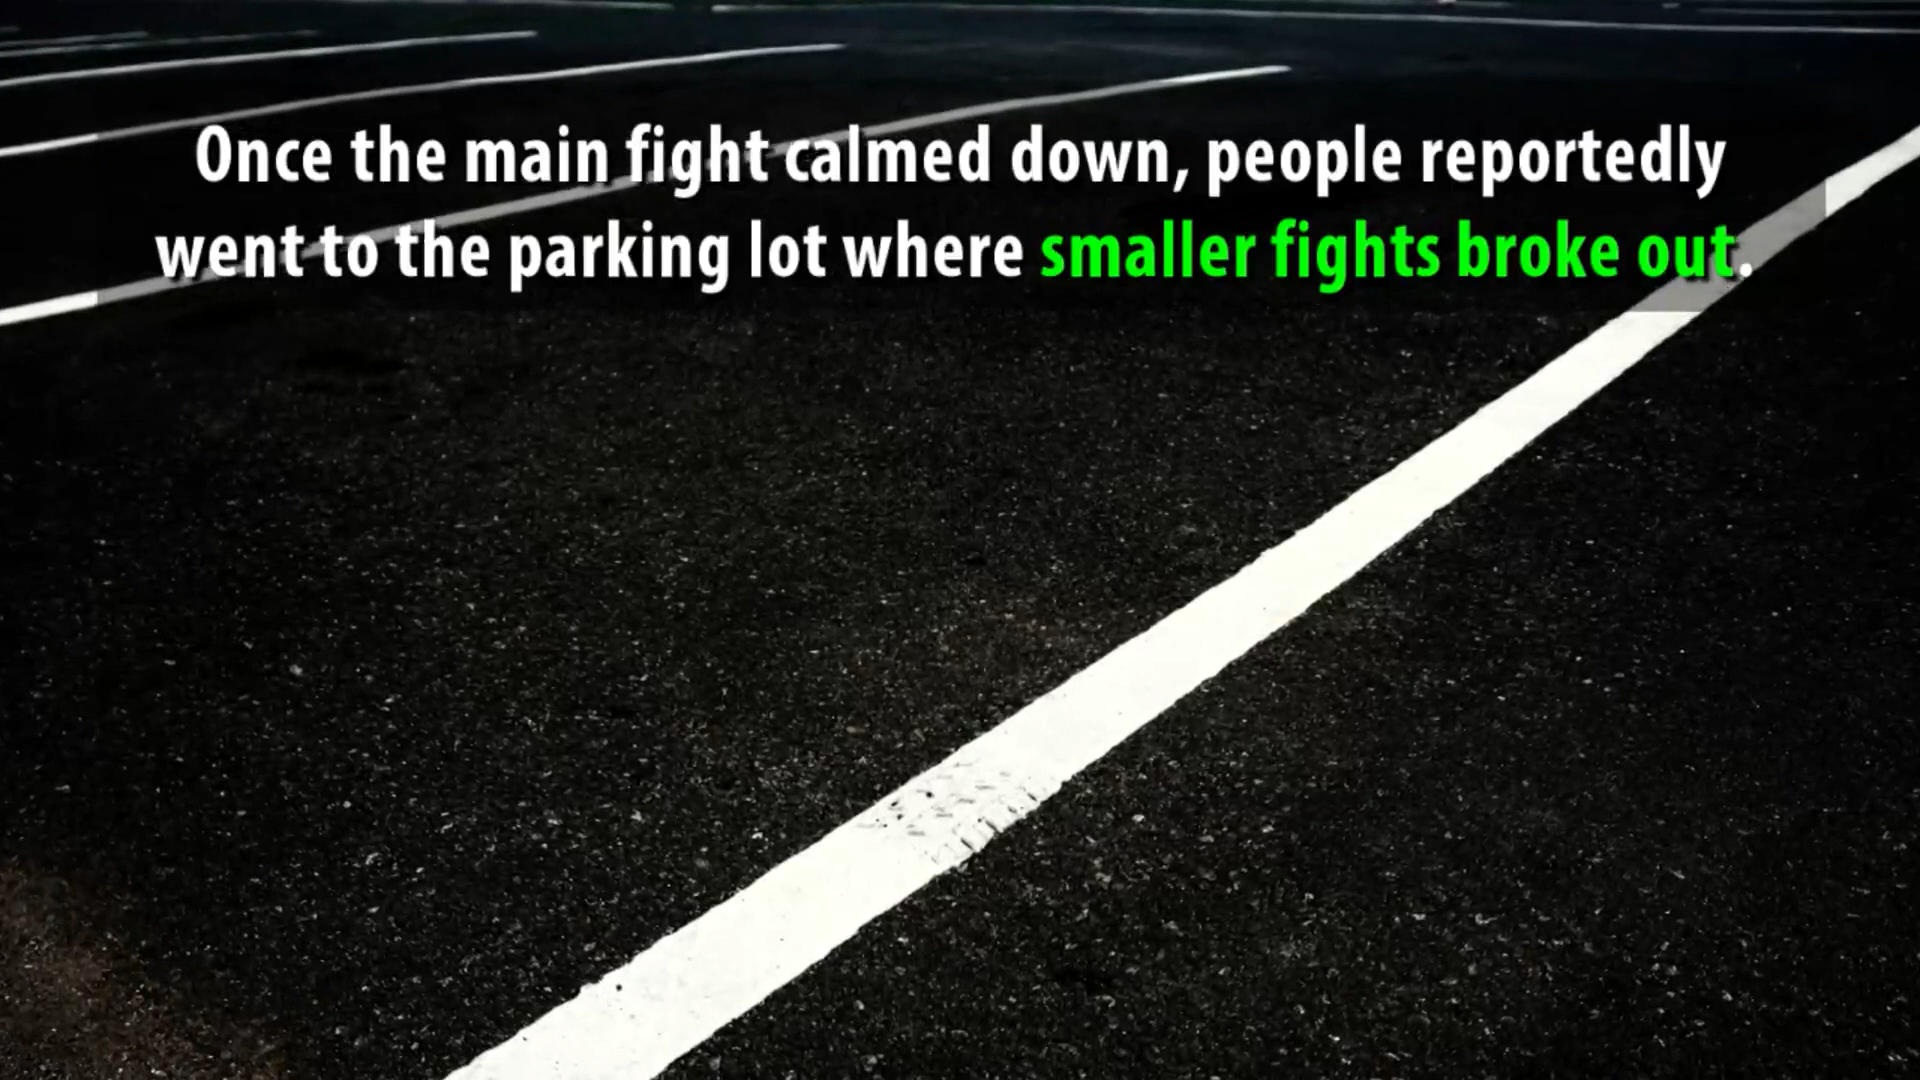 Once the main fight calmed down, people reportedly
went to the parking lot where smaller fights broke out.